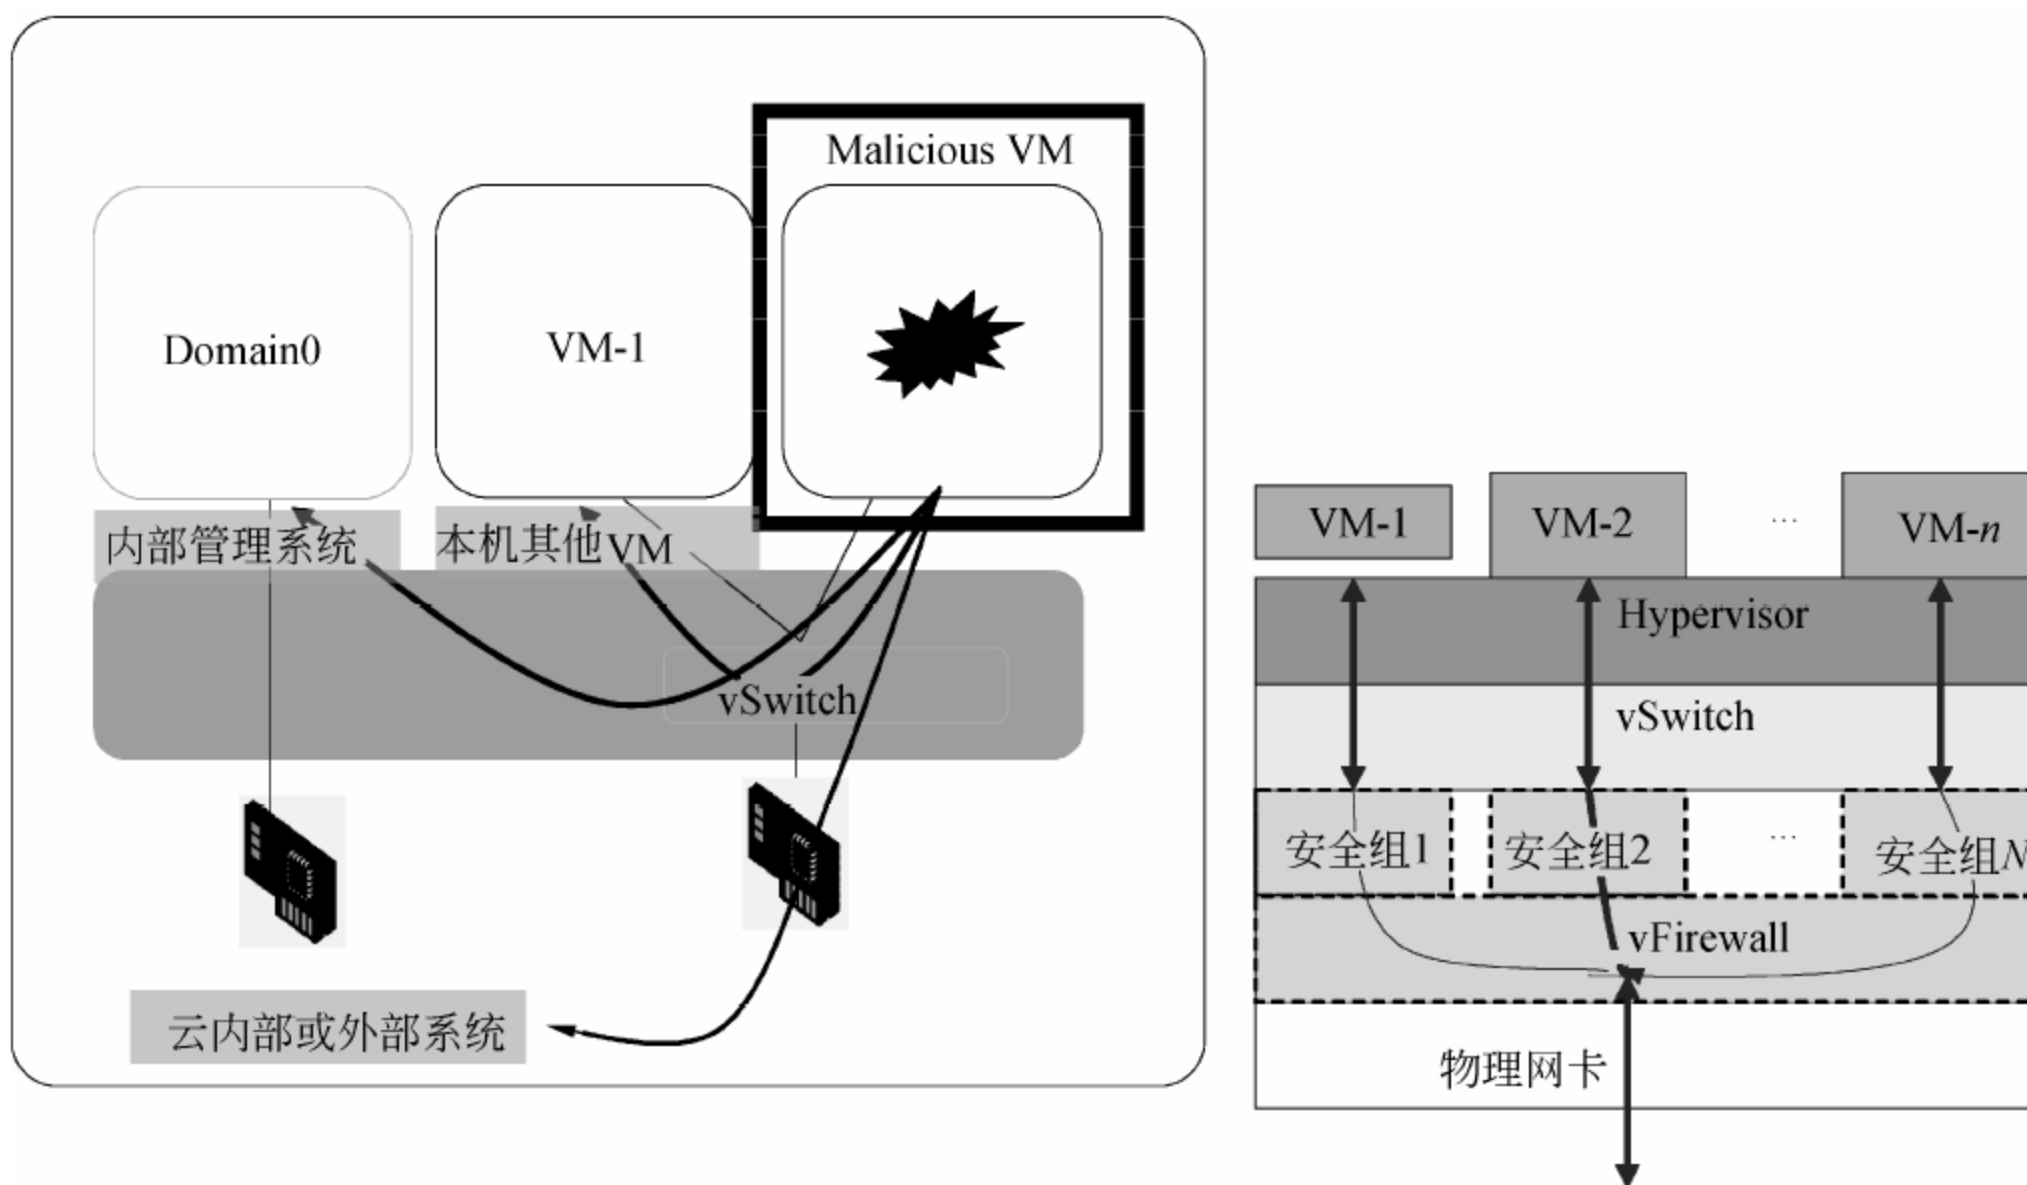 Malicious VM
Domain0
VM-1
内部管理系统
本机其他VM
vSwitch
云内部或外部系统
VM-1
VM-2
...
VM-n
Hypervisor
vSwitch
安全组1
安全组2
...
安全组N
vFirewall
物理网卡